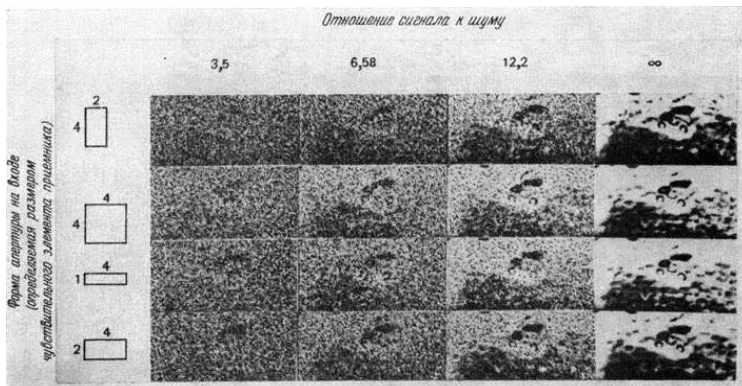 Отношение сигнала к шуму
3,5 6,58 12,2 ∞
Форма апертуры на входе
(определяемая размером
чувствительного элемента приемника)
2
4
4
4
4
1
4
2